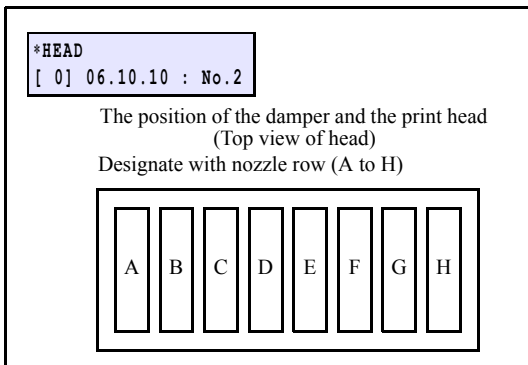 *HEAD
[ 0] 06.10.10 : No.2
The position of the damper and the print head
(Top view of head)
Designate with nozzle row (A to H)
A B C D E F G H